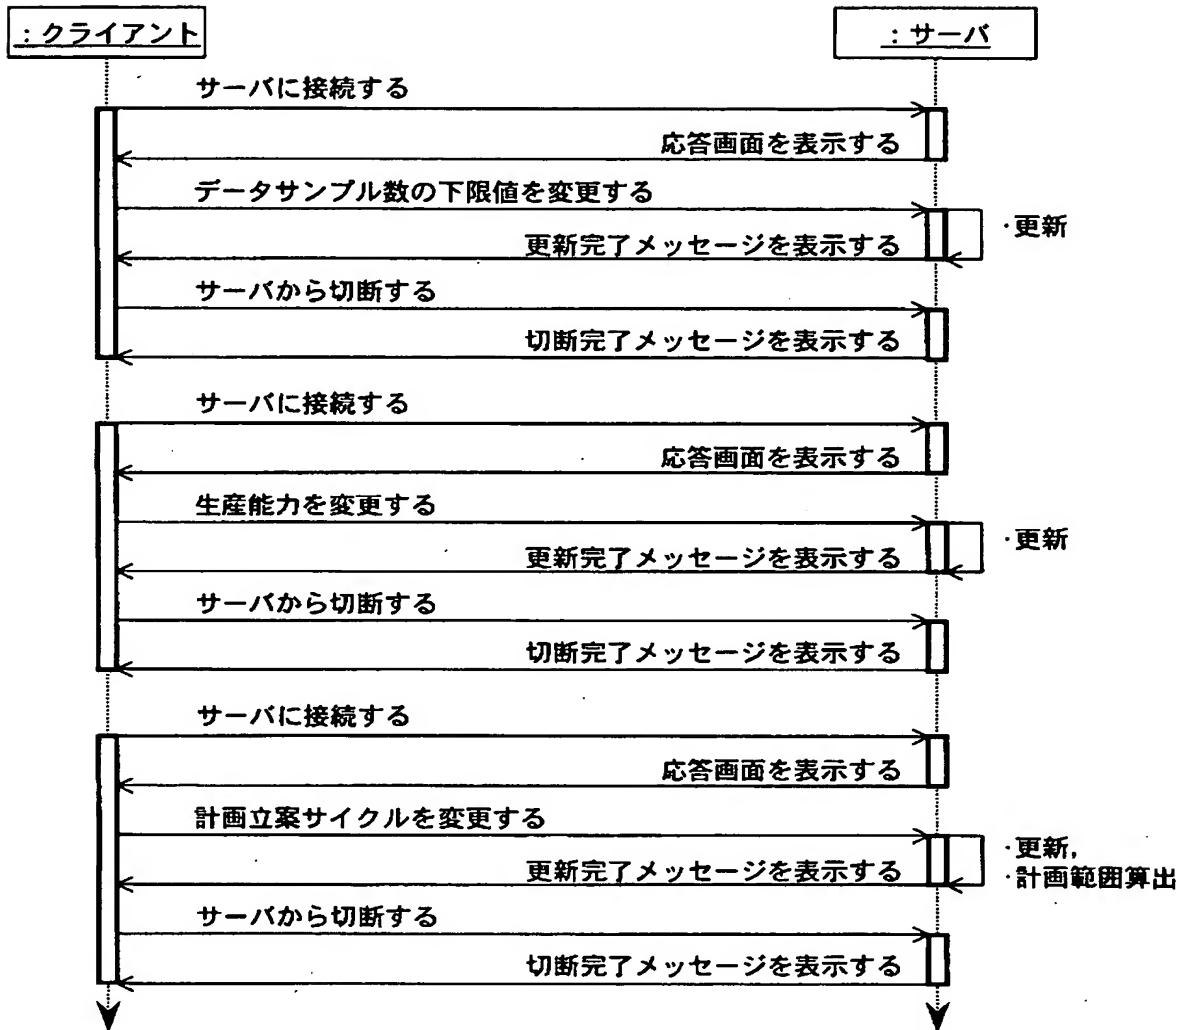 ：クライアント
：サーバ
サーバに接続する
応答画面を表示する
データサンプル数の下限値を変更する
・更新
更新完了メッセージを表示する
サーバから切断する
切断完了メッセージを表示する
サーバに接続する
応答画面を表示する
生産能力を変更する
・更新
更新完了メッセージを表示する
サーバから切断する
切断完了メッセージを表示する
サーバに接続する
応答画面を表示する
計画立案サイクルを変更する
・更新,
更新完了メッセージを表示する
・計画範囲算出
サーバから切断する
切断完了メッセージを表示する